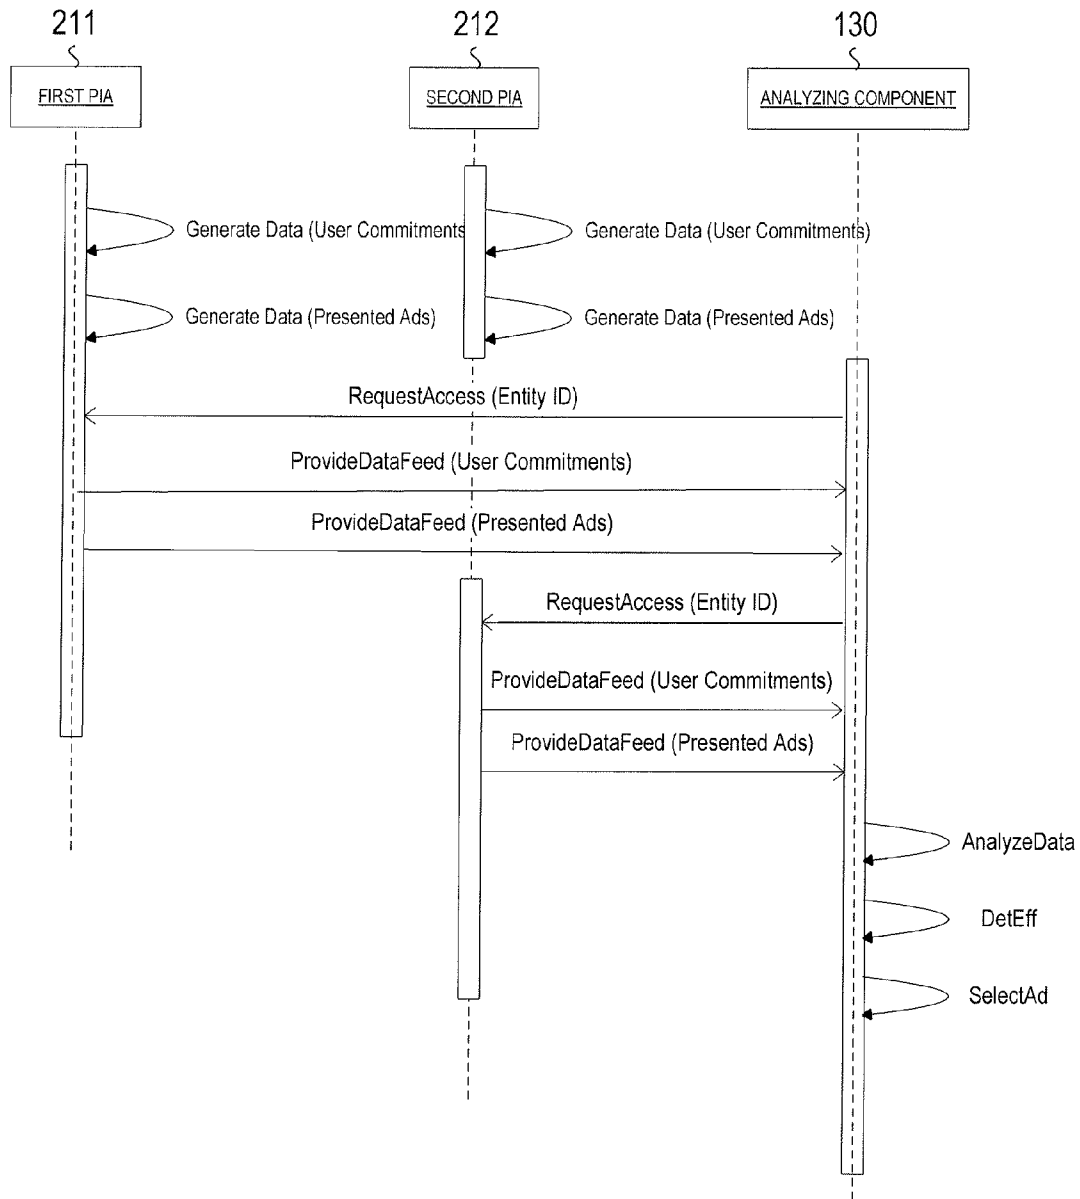 211
212
130
FIRST PIA
SECOND PIA
ANALYZING COMPONENT
Generate Data (User Commitments
Generate Data (User Commitments)
Generate Data (Presented Ads)
Generate Data (Presented Ads)
RequestAccess (Entity ID)
ProvideDataFeed (User Commitments)
ProvideDataFeed (Presented Ads)
RequestAccess (Entity ID)
ProvideDataFeed (User Commitments)
ProvideDataFeed (Presented Ads)
AnalyzeData
DetEff
SelectAd